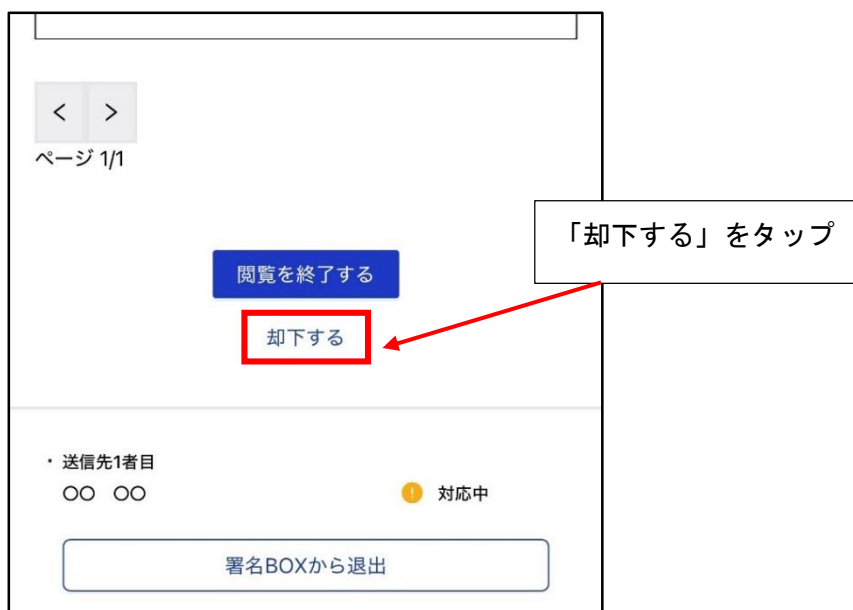 < >
ページ 1/1
「却下する」をタップ
閲覧を終了する
却下する
・ 送信先1者目
○○ ○○
! 対応中
署名BOXから退出